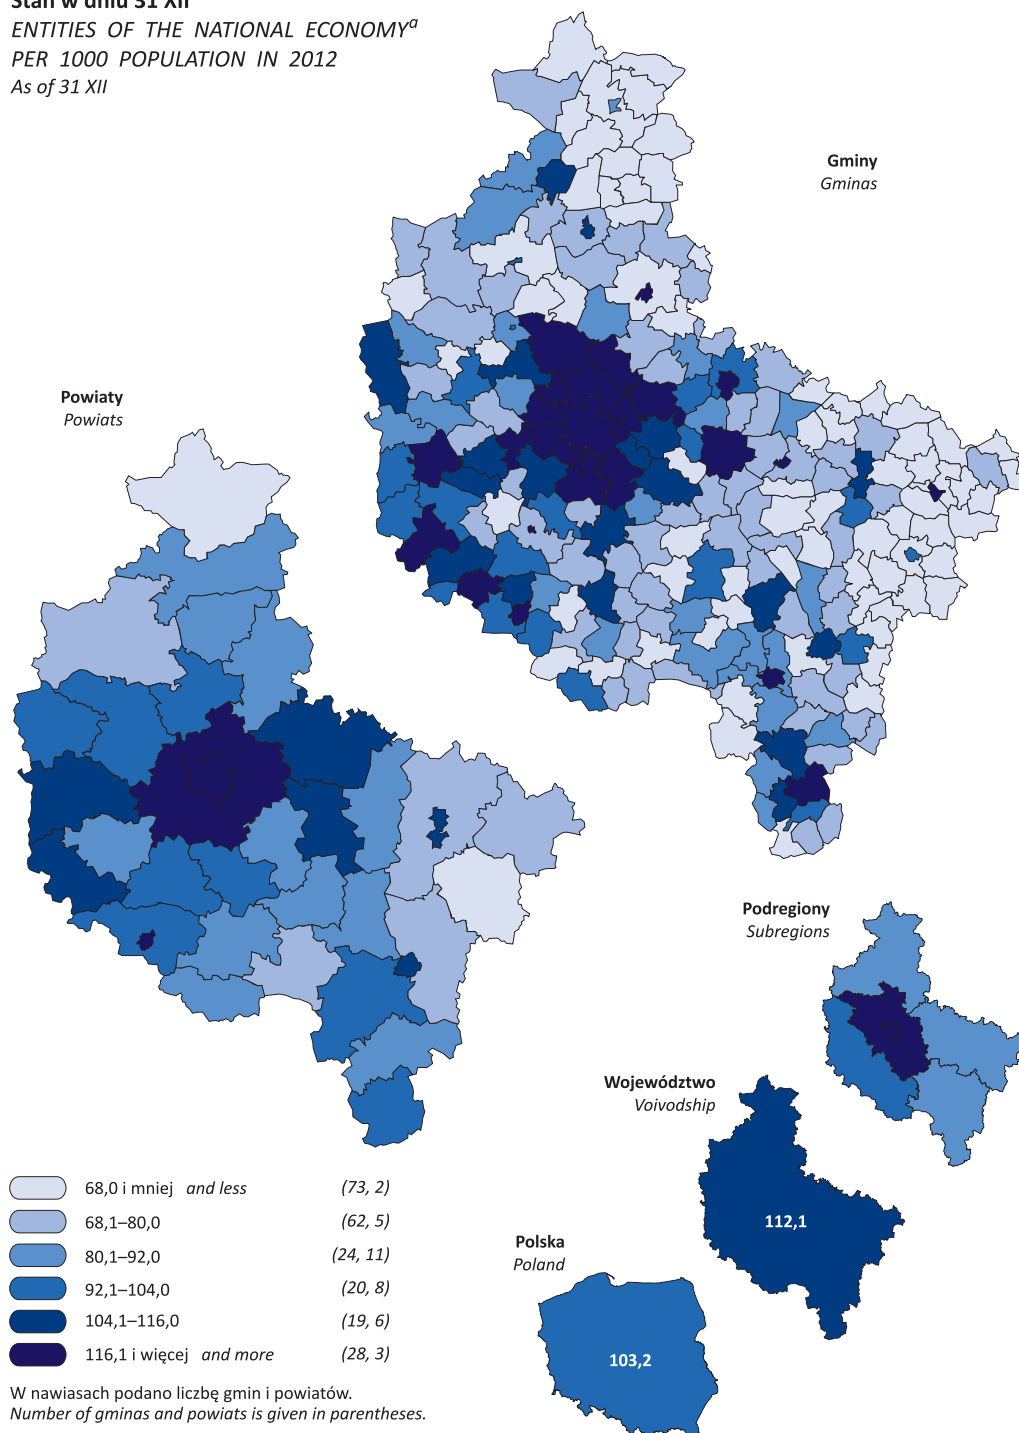 Stan w dniu 31 XII
ENTITIES OF THE NATIONAL ECONOMYa
PER 1000 POPULATION IN 2012
As of 31 XII
Gminy
Gminas
Powiaty
Powiats
Podregiony
Subregions
Województwo
Voivodship
112,1
Polska
Poland
103,2
68,0 i mniej and less (73, 2)
68,1–80,0 (62, 5)
80,1–92,0 (24, 11)
92,1–104,0 (20, 8)
104,1–116,0 (19, 6)
116,1 i więcej and more (28, 3)
W nawiasach podano liczbę gmin i powiatów.
Number of gminas and powiats is given in parentheses.